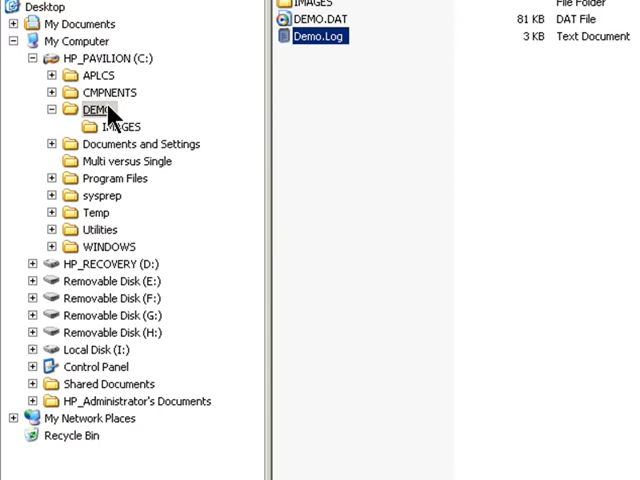 Desktop
My Documents
My Computer
HP_PAVILION (C:)
APLCS
CMPNENTS
DEMO
IMAGES
Documents and Settings
Multi versus Single
Program Files
sysprep
Temp
Utilities
WINDOWS
HP_RECOVERY (D:)
Removable Disk (E:)
Removable Disk (F:)
Removable Disk (G:)
Removable Disk (H:)
Local Disk (I:)
Control Panel
Shared Documents
HP_Administrator's Documents
My Network Places
Recycle Bin
IMAGES File Folder
DEMO.DAT 81 KB DAT File
Demo.Log 3 KB Text Document